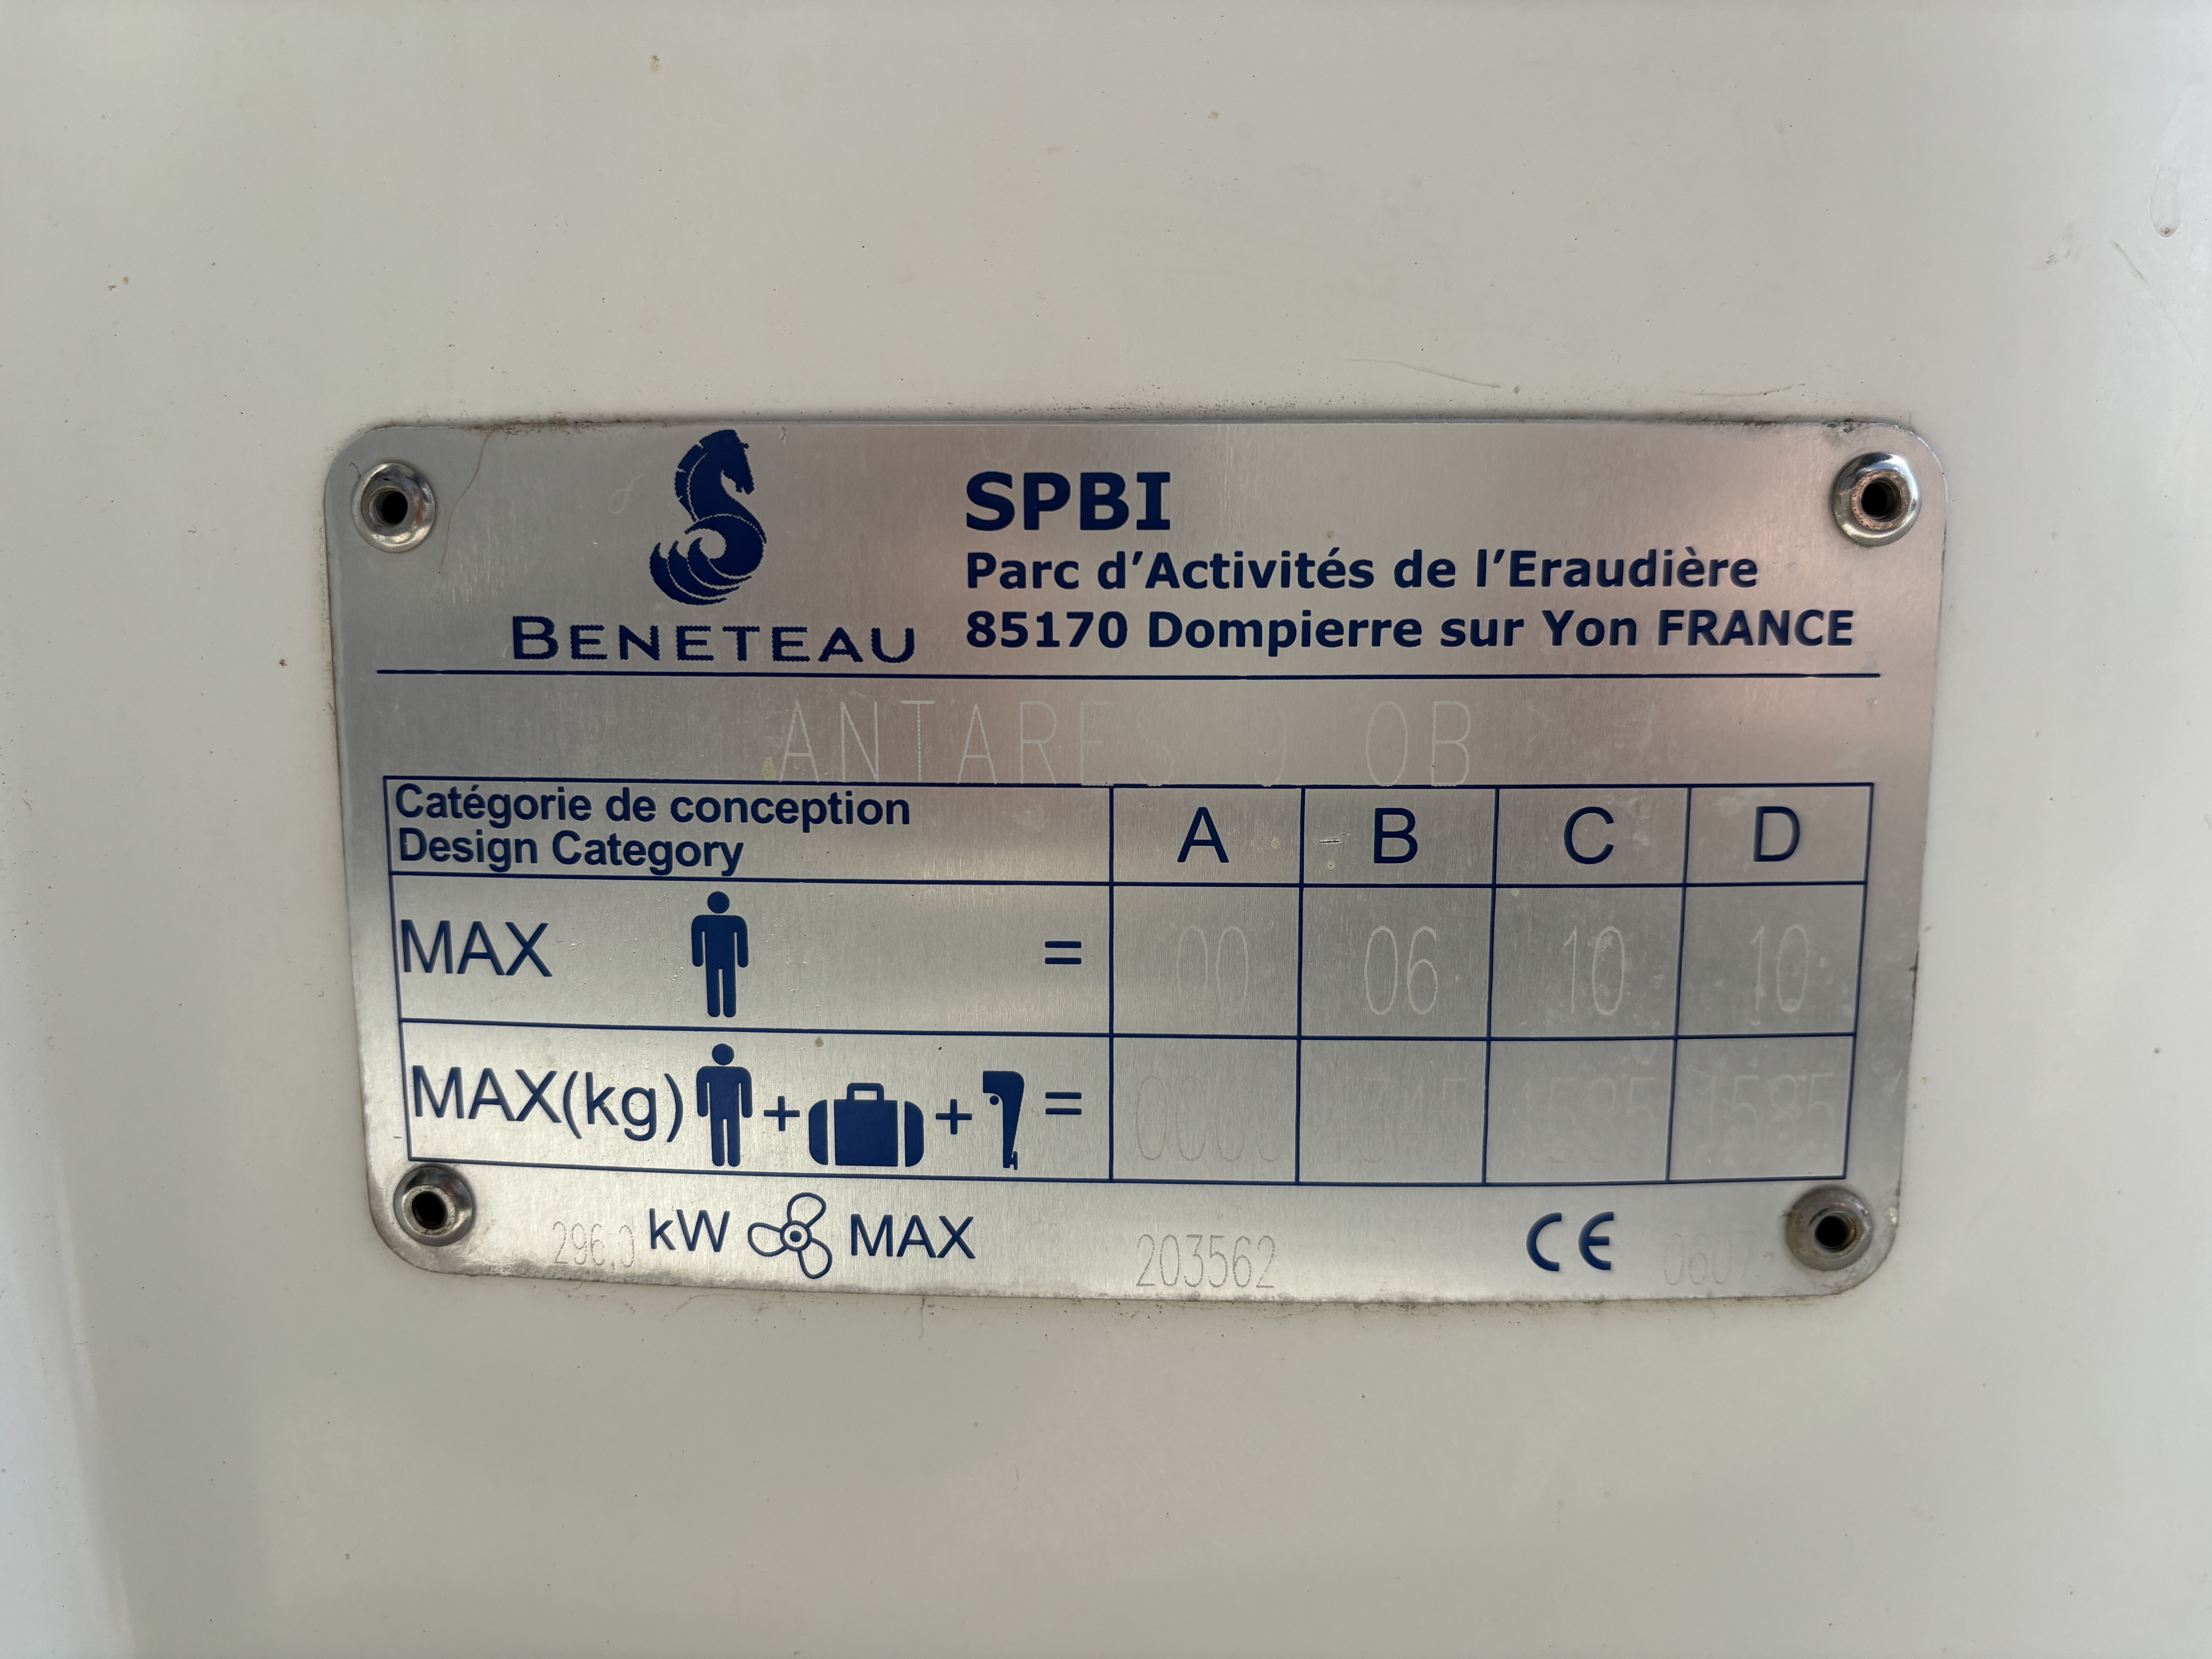 BENETEAU
SPBI
Parc d'Activités de l'Eraudière
85170 Dompierre sur Yon FRANCE
ANTARES 9 OB
Catégorie de conception
Design Category
A B C D
MAX = 00 06 10 10
MAX(kg) + + = 1585
296,0 kW MAX 203562 CE 0607